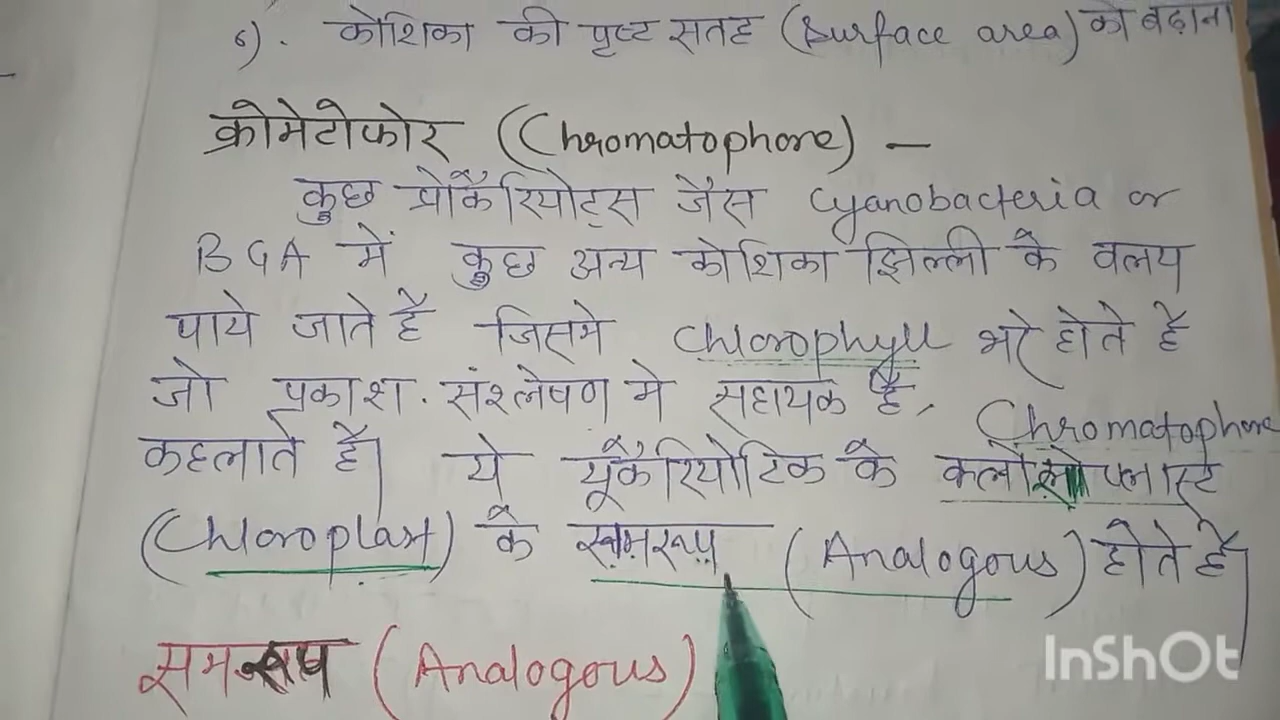 6). कोशिका की पृष्ट सतह (Surface area) को बढ़ाना
क्रोमेटोफोर (Chromatophore) —
कुछ प्रोकैरियोट्स जैसे Cyanobacteria or
BGA में कुछ अन्य कोशिका झिल्ली के वलय
पाये जाते है जिसमे Chlorophyll भरे होते है
जो प्रकाश संश्लेषण मे सहायक है, Chromatophore
कहलाते है। ये यूकैरियोटिक के
(Chloroplast) के समरूप (Analogous) होते है।
समरूप (Analogous)
InShOt